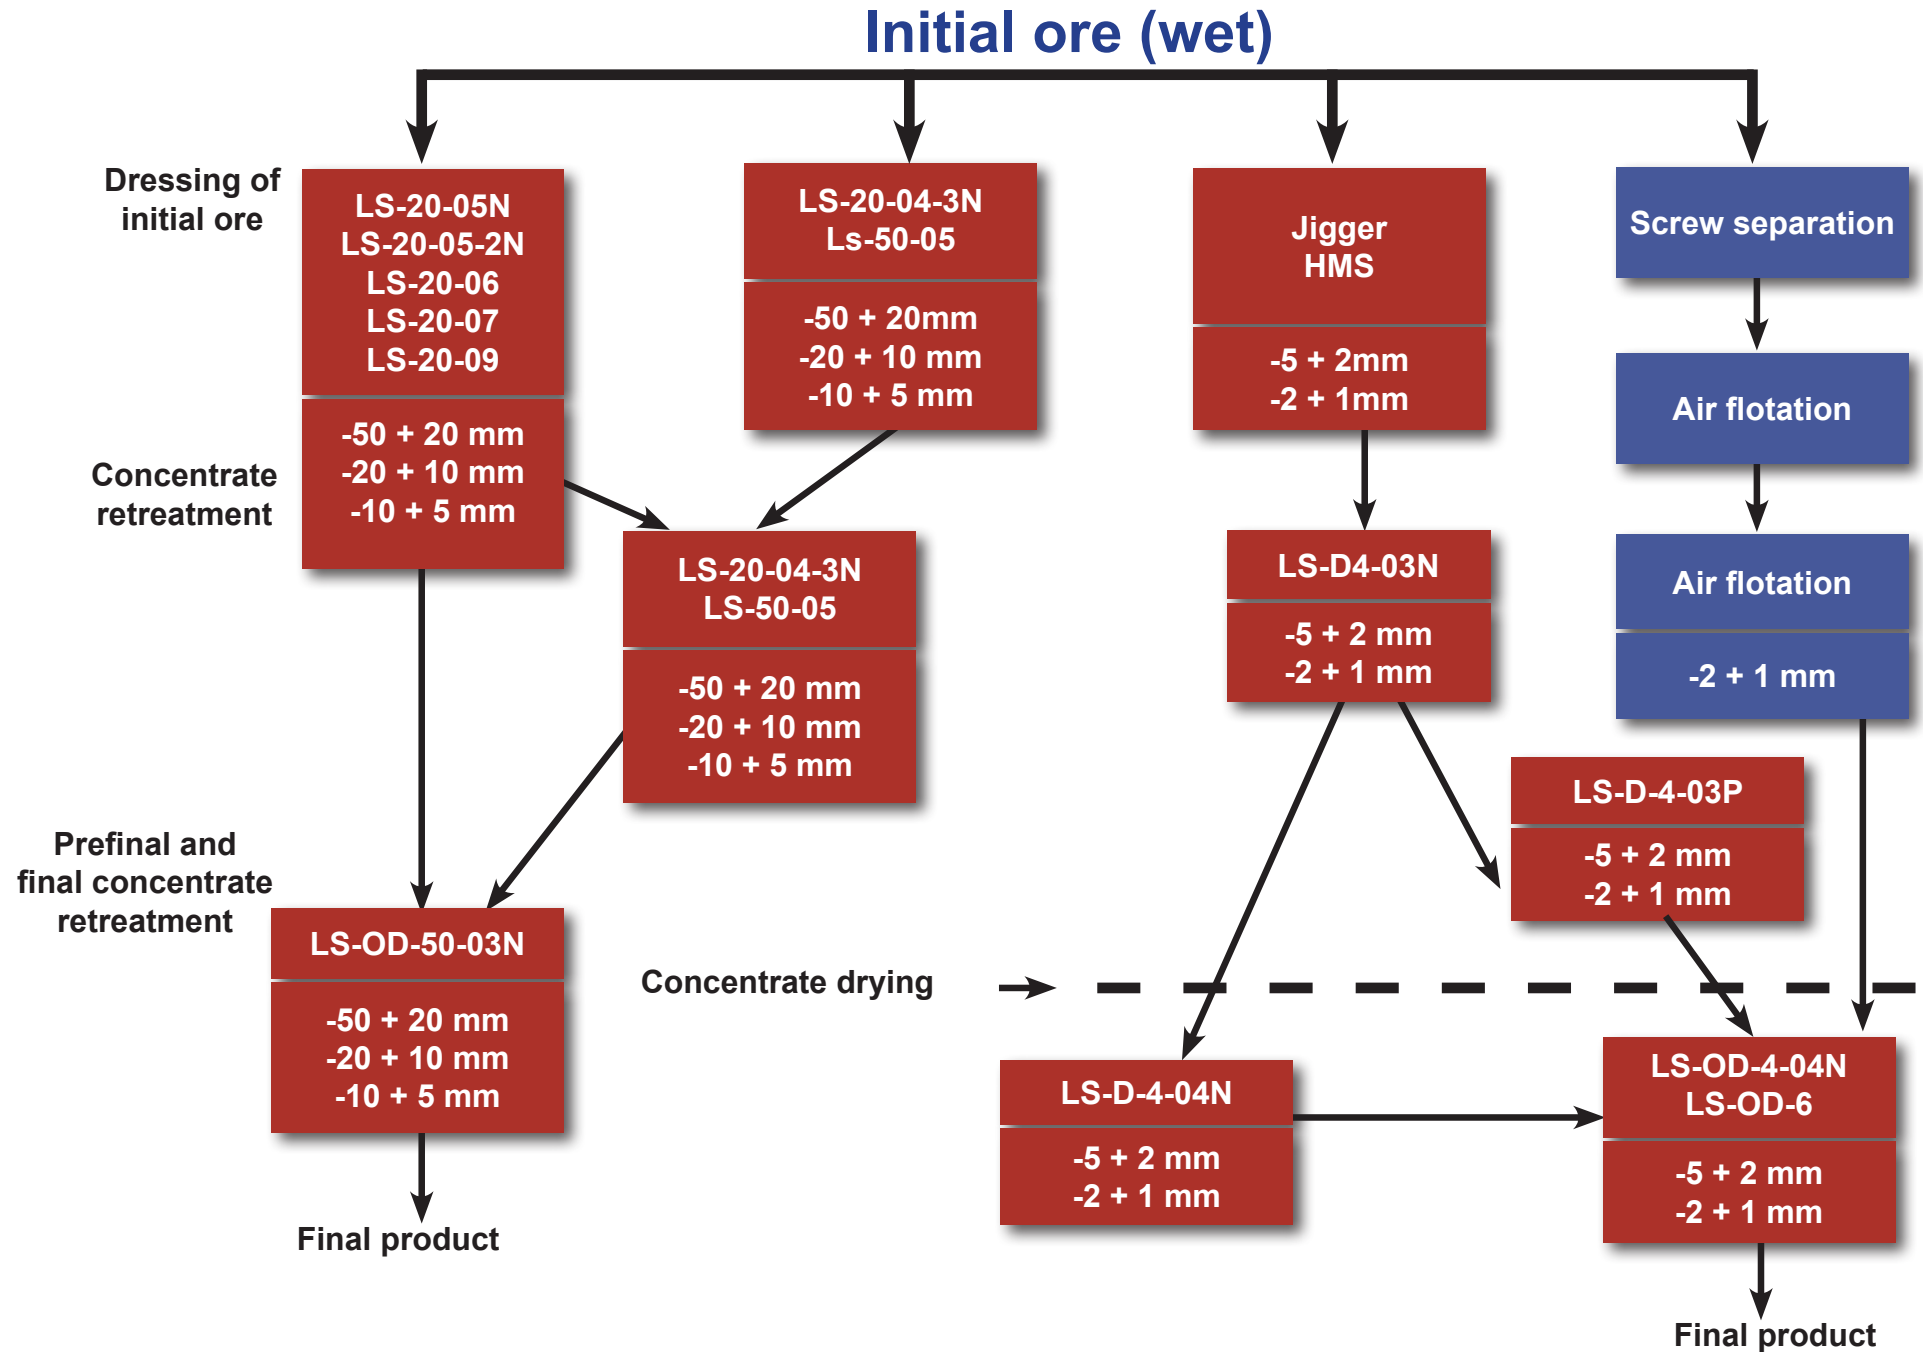 Initial ore (wet)
Dressing of
initial ore
LS-20-05N
LS-20-05-2N
LS-20-06
LS-20-07
LS-20-09
-50 + 20 mm
-20 + 10 mm
-10 + 5 mm
LS-20-04-3N
Ls-50-05
-50 + 20mm
-20 + 10 mm
-10 + 5 mm
Jigger
HMS
-5 + 2mm
-2 + 1mm
Screw separation
Air flotation
Concentrate
retreatment
LS-20-04-3N
LS-50-05
-50 + 20 mm
-20 + 10 mm
-10 + 5 mm
LS-D4-03N
-5 + 2 mm
-2 + 1 mm
Air flotation
-2 + 1 mm
LS-D-4-03P
-5 + 2 mm
-2 + 1 mm
Prefinal and
final concentrate
retreatment
LS-OD-50-03N
-50 + 20 mm
-20 + 10 mm
-10 + 5 mm
Concentrate drying
LS-D-4-04N
-5 + 2 mm
-2 + 1 mm
LS-OD-4-04N
LS-OD-6
-5 + 2 mm
-2 + 1 mm
Final product
Final product